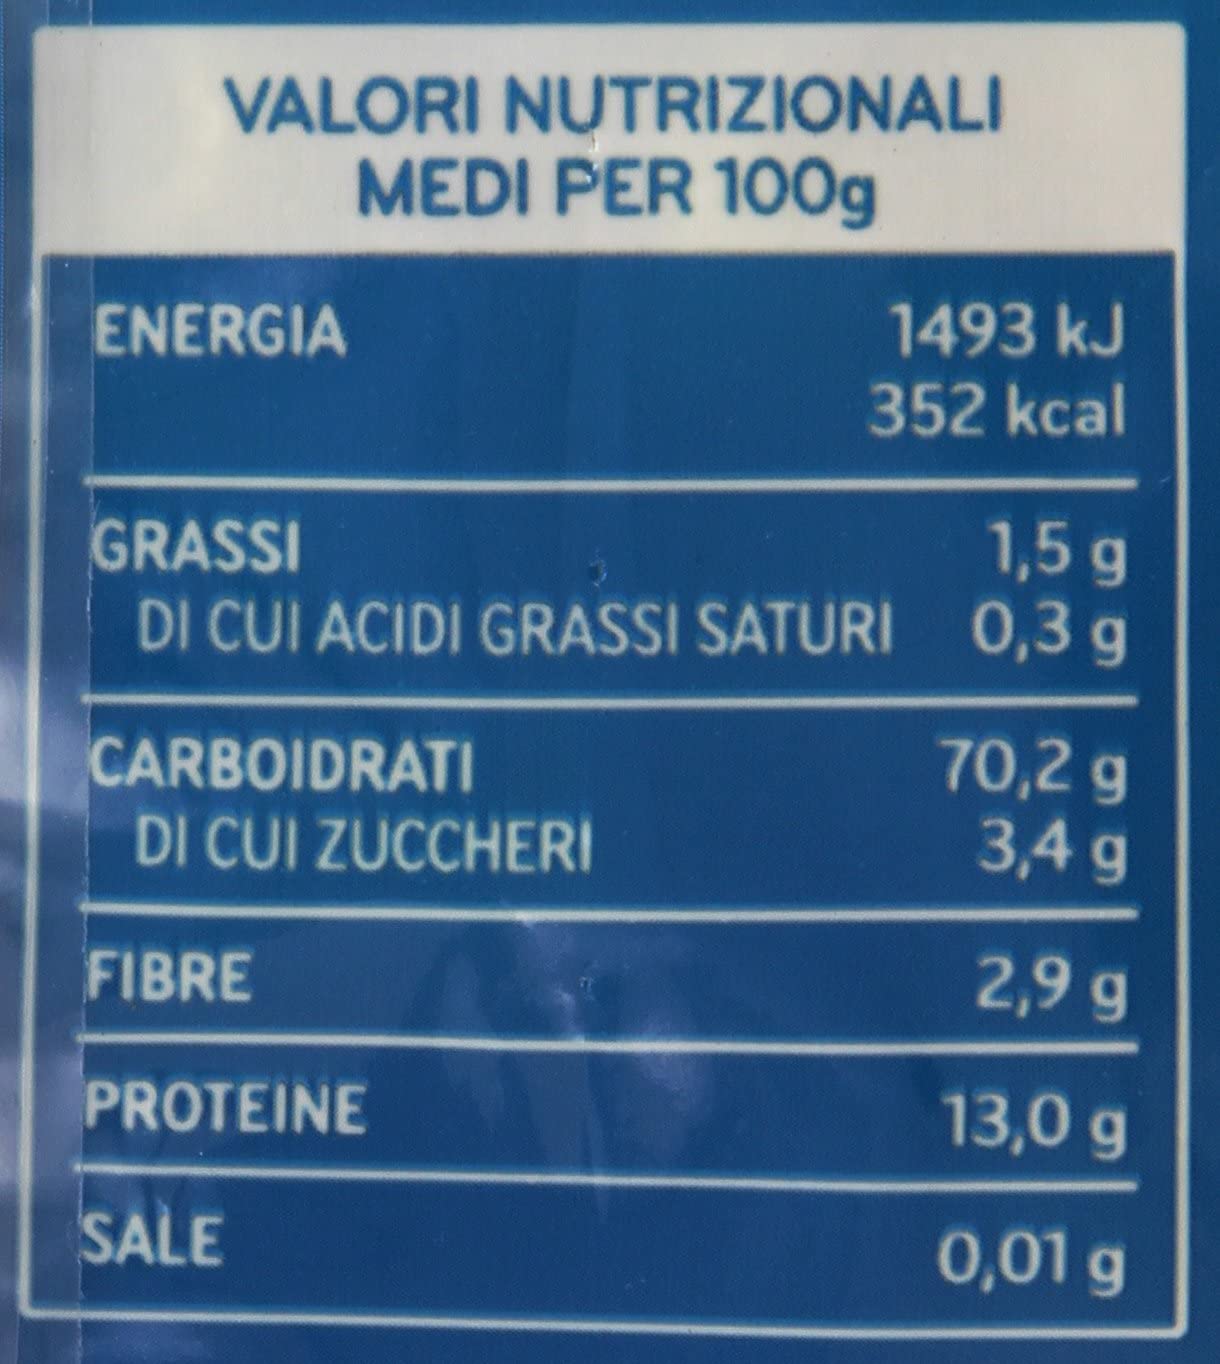 VALORI NUTRIZIONALI
MEDI PER 100g
ENERGIA 1493 kJ
352 kcal
GRASSI 1,5 g
DI CUI ACIDI GRASSI SATURI 0,3 g
CARBOIDRATI 70,2 g
DI CUI ZUCCHERI 3,4 g
FIBRE 2,9 g
PROTEINE 13,0 g
SALE 0,01 g